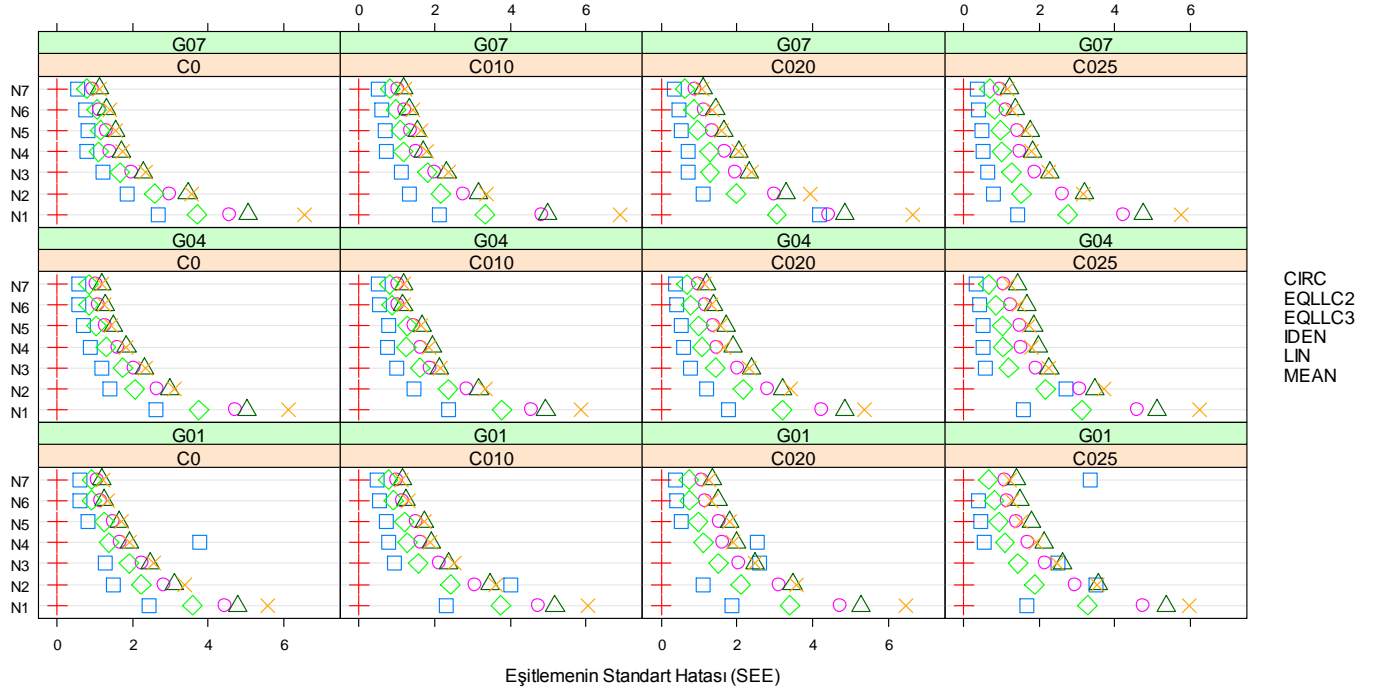 0 2 4 6 0 2 4 6
G07 G07 G07 G07
C0 C010 C020 C025
N7
N6
N5
N4
N3
N2
N1
G04 G04 G04 G04
C0 C010 C020 C025
N7
N6
N5
N4
N3
N2
N1
G01 G01 G01 G01
C0 C010 C020 C025
N7
N6
N5
N4
N3
N2
N1
0 2 4 6 0 2 4 6
Eşitlemenin Standart Hatası (SEE)
CIRC
EQLLC2
EQLLC3
IDEN
LIN
MEAN